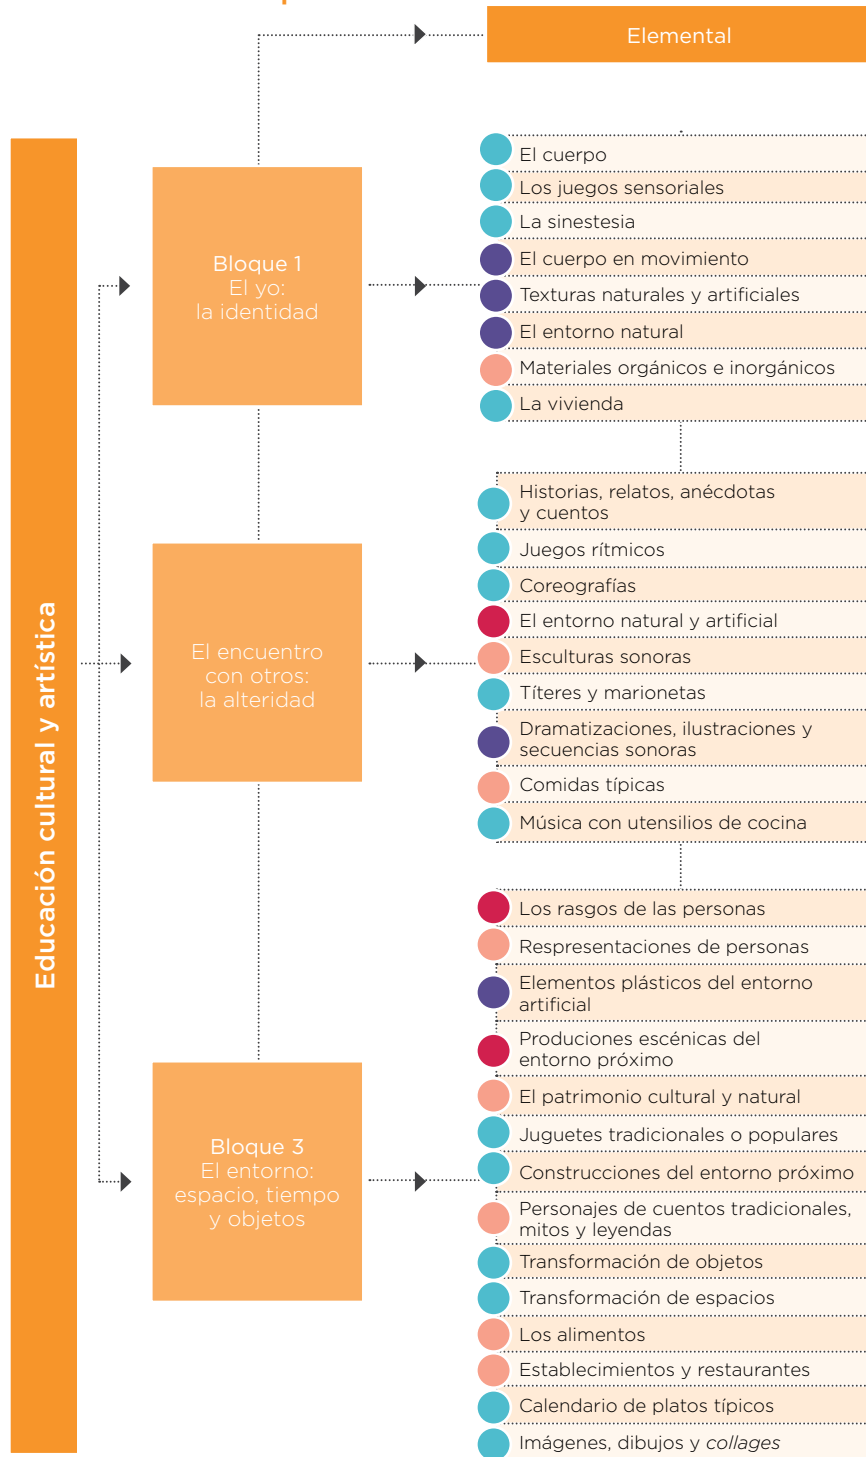 Elemental
Educación cultural y artística
Bloque 1
El yo:
la identidad
El cuerpo
Los juegos sensoriales
La sinestesia
El cuerpo en movimiento
Texturas naturales y artificiales
El entorno natural
Materiales orgánicos e inorgánicos
La vivienda
El encuentro
con otros:
la alteridad
Historias, relatos, anécdotas
y cuentos
Juegos rítmicos
Coreografías
El entorno natural y artificial
Esculturas sonoras
Títeres y marionetas
Dramatizaciones, ilustraciones y
secuencias sonoras
Comidas típicas
Música con utensilios de cocina
Bloque 3
El entorno:
espacio, tiempo
y objetos
Los rasgos de las personas
Respresentaciones de personas
Elementos plásticos del entorno
artificial
Produciones escénicas del
entorno próximo
El patrimonio cultural y natural
Juguetes tradicionales o populares
Construcciones del entorno próximo
Personajes de cuentos tradicionales,
mitos y leyendas
Transformación de objetos
Transformación de espacios
Los alimentos
Establecimientos y restaurantes
Calendario de platos típicos
Imágenes, dibujos y collages